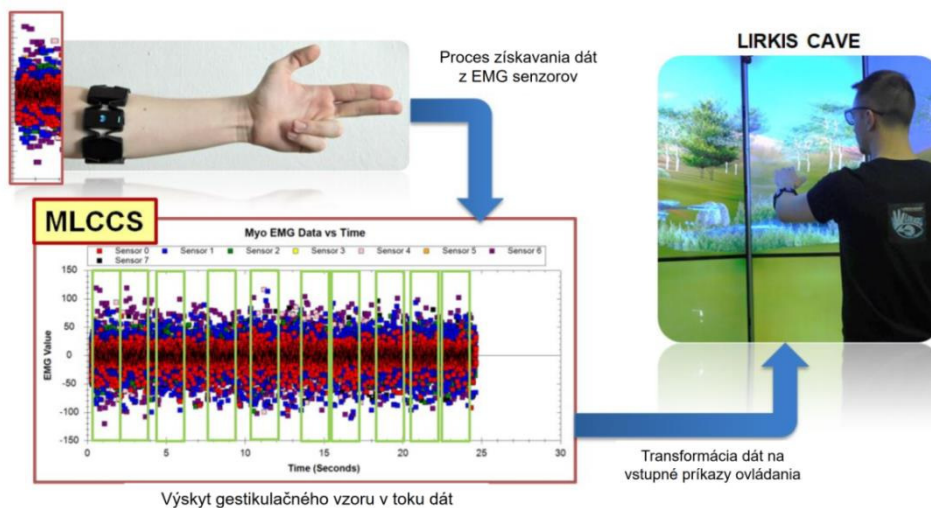 Proces získavania dát
z EMG senzorov
LIRKIS CAVE
MLCCS
Myo EMG Data vs Time
Sensor 0 Sensor 1 Sensor 2 Sensor 3 Sensor 4 Sensor 5 Sensor 6
Sensor 7
EMG Value
150
100
50
0
-50
-100
-150
0 5 10 15 20 25 30
Time (Seconds)
Výskyt gestikulačného vzoru v toku dát
Transformácia dát na
vstupné príkazy ovládania